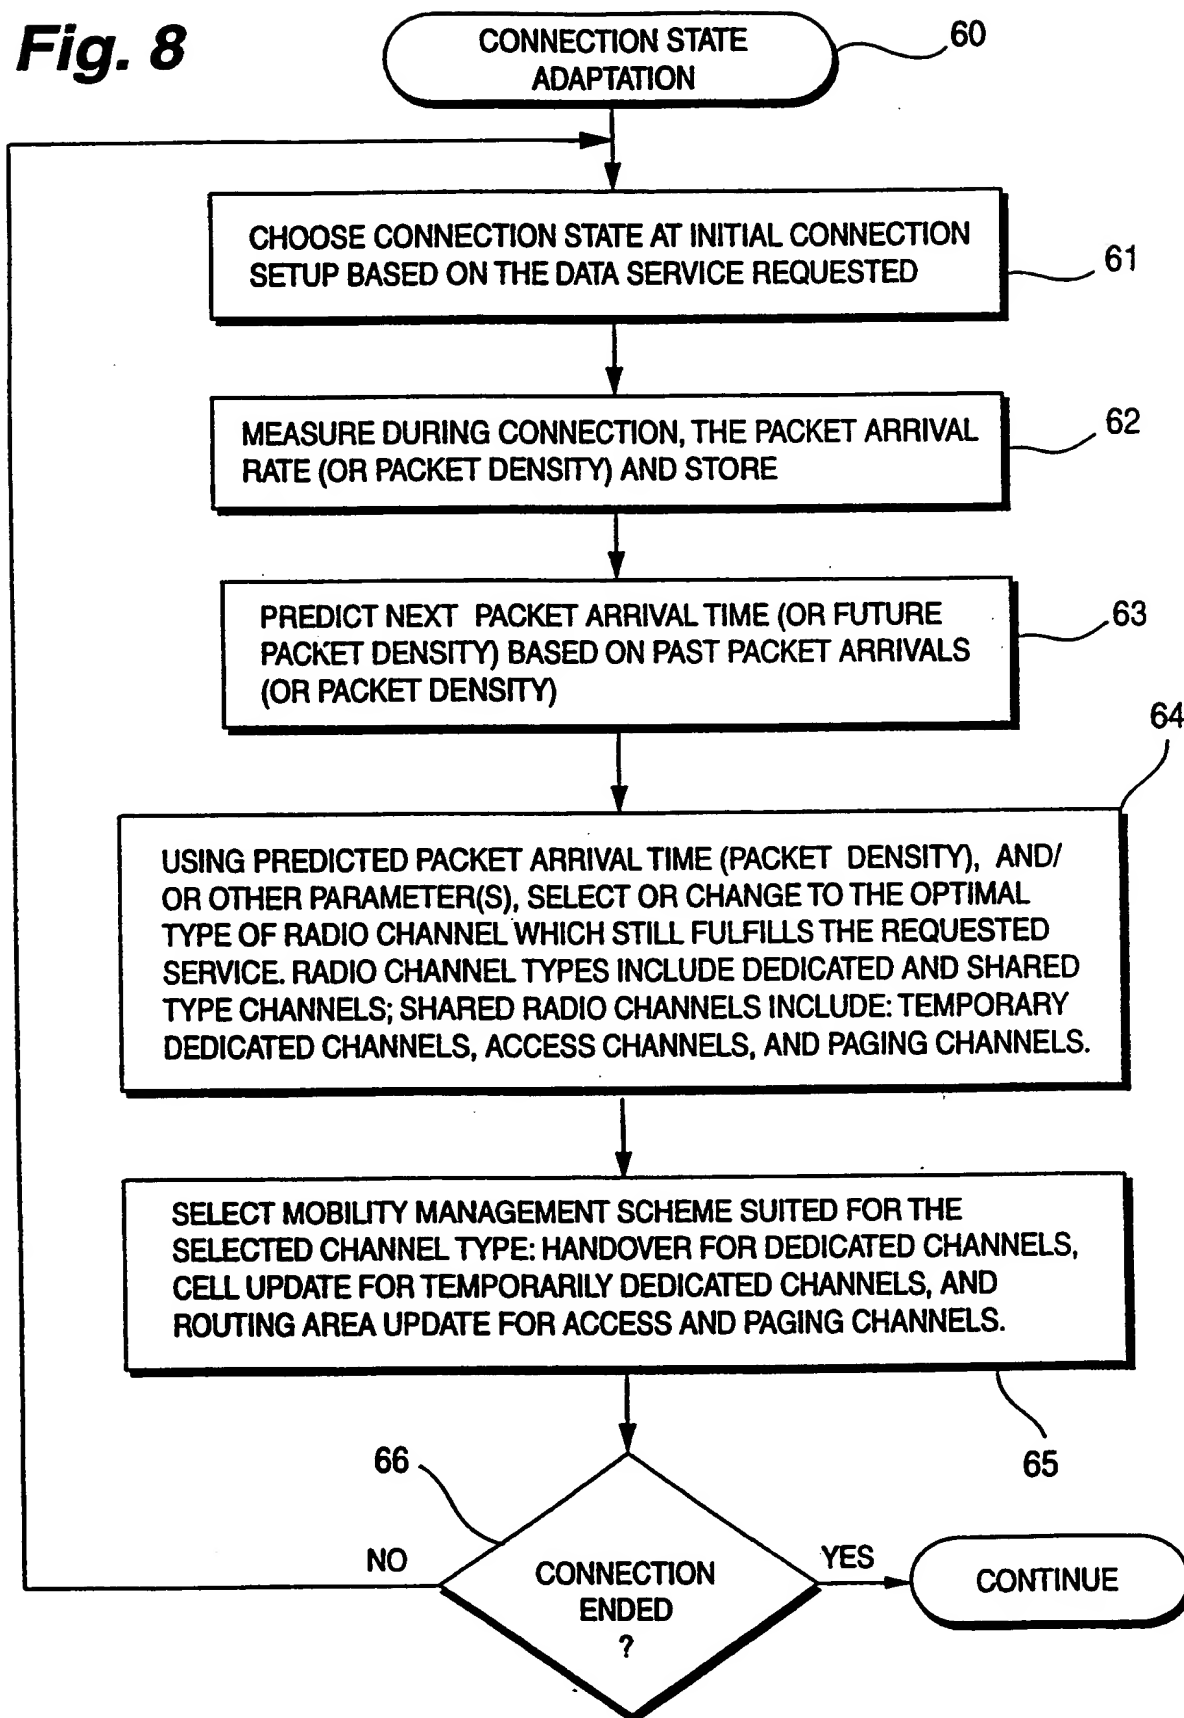 Fig. 8
CONNECTION STATE
ADAPTATION
60
CHOOSE CONNECTION STATE AT INITIAL CONNECTION
SETUP BASED ON THE DATA SERVICE REQUESTED
61
MEASURE DURING CONNECTION, THE PACKET ARRIVAL
RATE (OR PACKET DENSITY) AND STORE
62
PREDICT NEXT PACKET ARRIVAL TIME (OR FUTURE
PACKET DENSITY) BASED ON PAST PACKET ARRIVALS
(OR PACKET DENSITY)
63
64
USING PREDICTED PACKET ARRIVAL TIME (PACKET DENSITY), AND/
OR OTHER PARAMETER(S), SELECT OR CHANGE TO THE OPTIMAL
TYPE OF RADIO CHANNEL WHICH STILL FULFILLS THE REQUESTED
SERVICE. RADIO CHANNEL TYPES INCLUDE DEDICATED AND SHARED
TYPE CHANNELS; SHARED RADIO CHANNELS INCLUDE: TEMPORARY
DEDICATED CHANNELS, ACCESS CHANNELS, AND PAGING CHANNELS.
SELECT MOBILITY MANAGEMENT SCHEME SUITED FOR THE
SELECTED CHANNEL TYPE: HANDOVER FOR DEDICATED CHANNELS,
CELL UPDATE FOR TEMPORARILY DEDICATED CHANNELS, AND
ROUTING AREA UPDATE FOR ACCESS AND PAGING CHANNELS.
65
66
NO
CONNECTION
ENDED
?
YES
CONTINUE